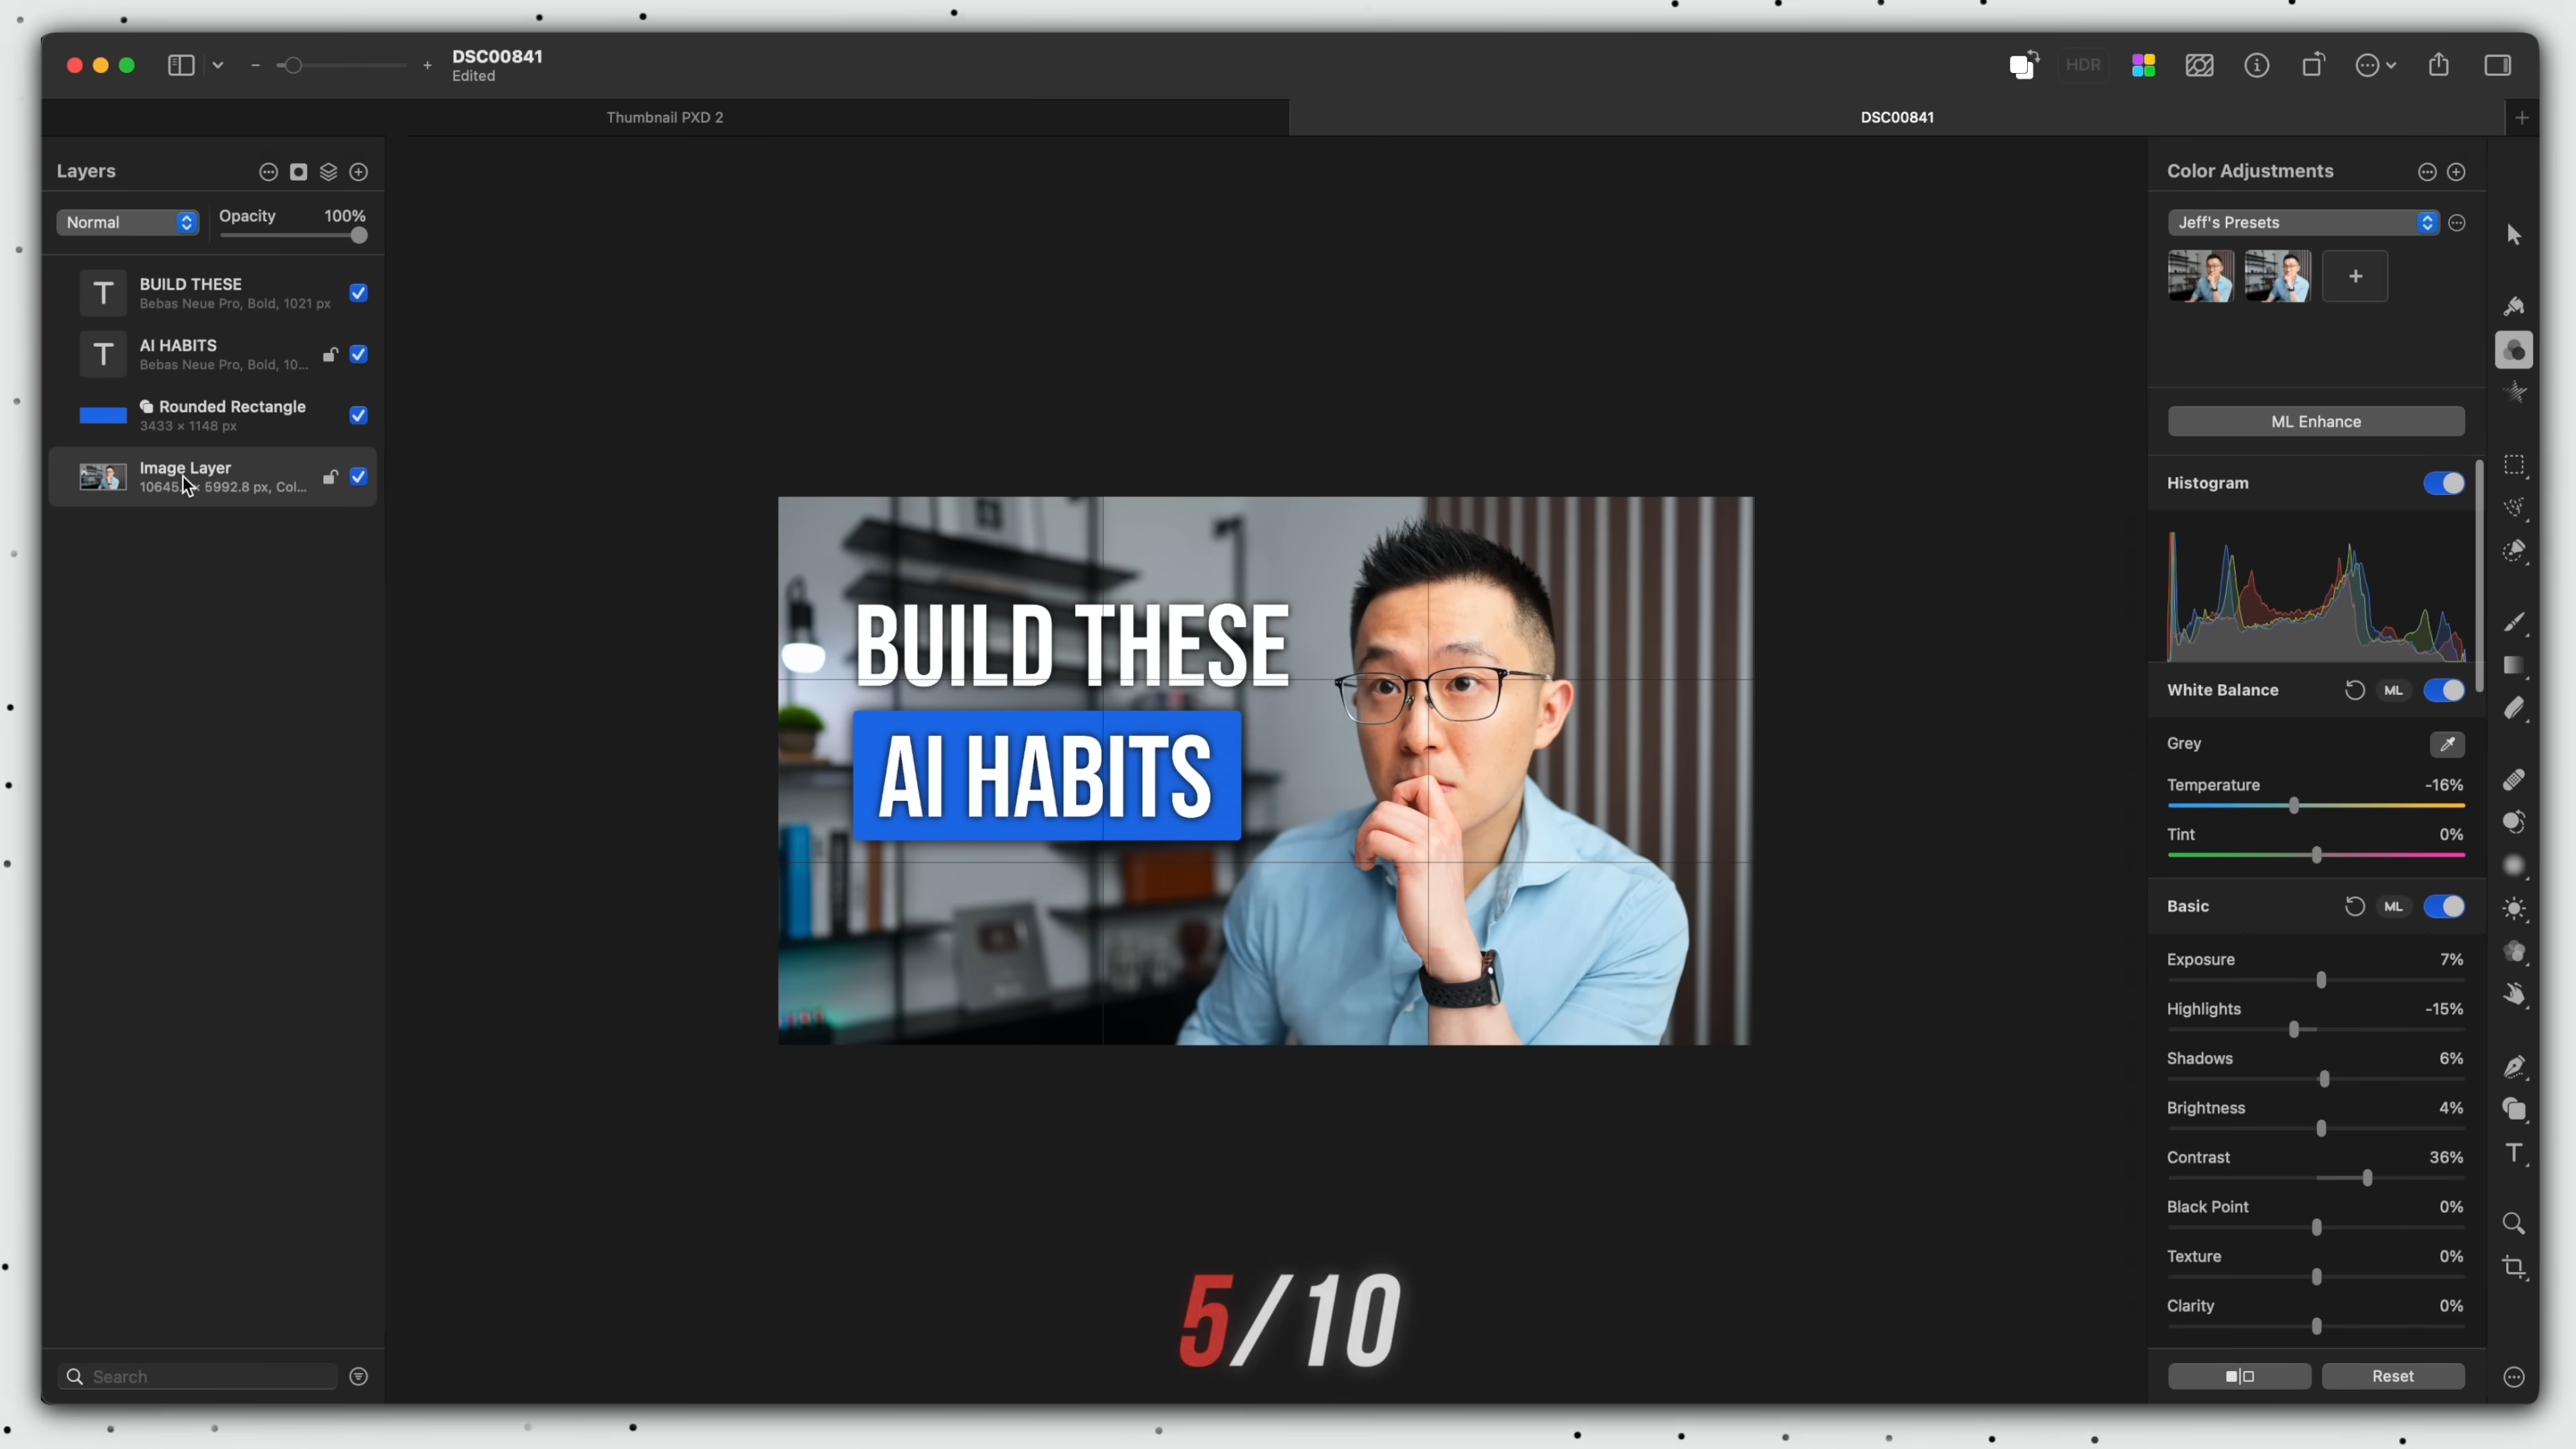 DSC00841
Edited
HDR
Thumbnail PXD 2
DSC00841
Layers
Normal
Opacity 100%
BUILD THESE
Bebas Neue Pro, Bold, 1021 px
AI HABITS
Bebas Neue Pro, Bold, 10...
Rounded Rectangle
3433 × 1148 px
Image Layer
10645. × 5992.8 px, Col...
Search
BUILD THESE
AI HABITS
5/10
Color Adjustments
Jeff's Presets
ML Enhance
Histogram
White Balance ML
Grey
Temperature -16%
Tint 0%
Basic ML
Exposure 7%
Highlights -15%
Shadows 6%
Brightness 4%
Contrast 36%
Black Point 0%
Texture 0%
Clarity 0%
Reset